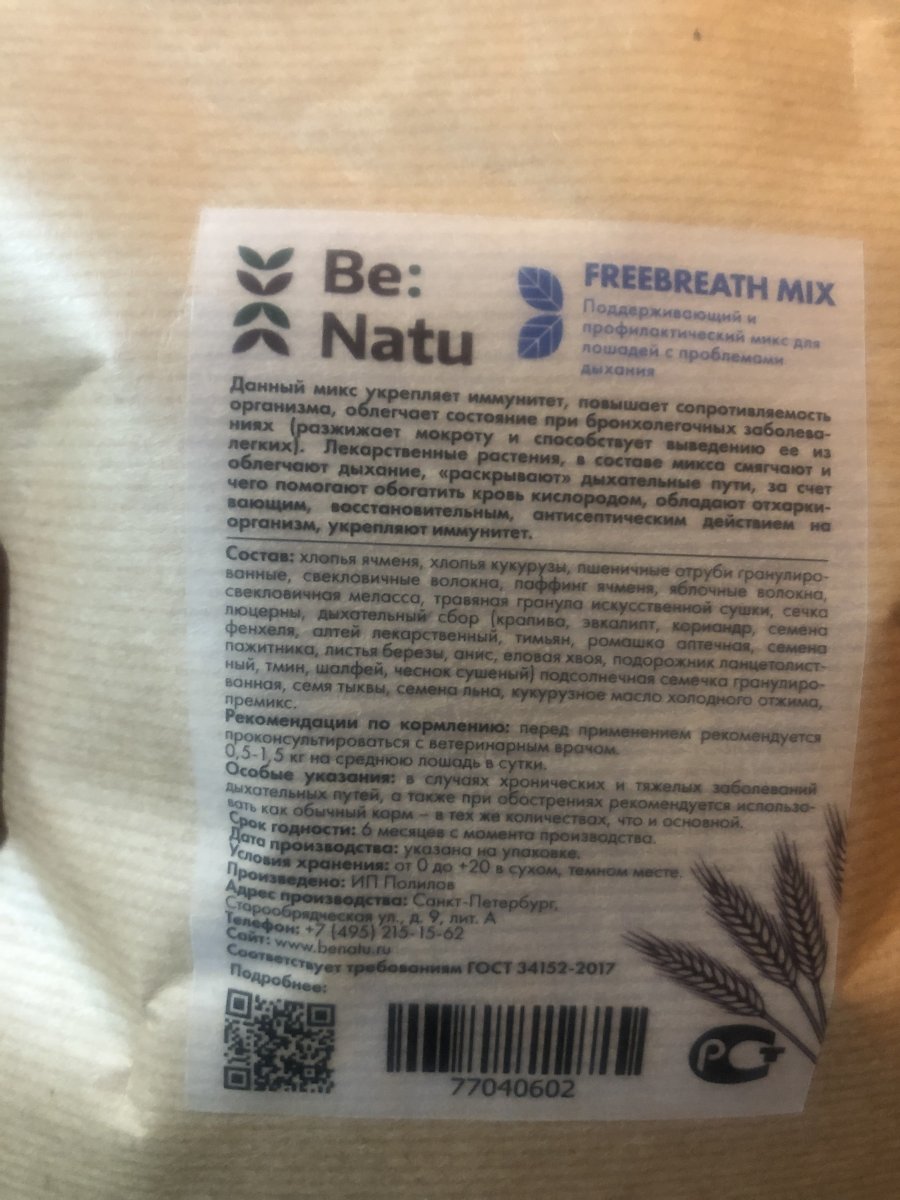 Be:
Natu
FREEBREATH MIX
Поддерживающий и
профилактический микс для
лошадей с проблемами
дыхания
Данный микс укрепляет иммунитет, повышает сопротивляемость
организма, облегчает состояние при бронхолегочных заболева-
ниях (разжижает мокроту и способствует выведению ее из
легких). Лекарственные растения, в составе микса смягчают и
облегчают дыхание, «раскрывают» дыхательные пути, за счет
чего помогают обогатить кровь кислородом, обладают отхарки-
вающим, восстановительным, антисептическим действием на
организм, укрепляют иммунитет.
Состав: хлопья ячменя, хлопья кукурузы, пшеничные отруби гранулиро-
ванные, свекловичные волокна, паффинг ячменя, яблочные волокна,
свекловичная меласса, травяная гранула искусственной сушки, сечка
люцерны, дыхательный сбор (крапива, эвкалипт, кориандр, семена
фенхеля, алтей лекарственный, тимьян, ромашка аптечная, семена
пажитника, листья березы, анис, еловая хвоя, подорожник ланцетолист-
ный, тмин, шалфей, чеснок сушеный) подсолнечная семечка гранулиро-
ванная, семя тыквы, семена льна, кукурузное масло холодного отжима,
премикс.
Рекомендации по кормлению: перед применением рекомендуется
проконсультироваться с ветеринарным врачом.
0,5-1,5 кг на среднюю лошадь в сутки.
Особые указания: в случаях хронических и тяжелых заболеваний
дыхательных путей, а также при обострениях рекомендуется использо-
вать как обычный корм – в тех же количествах, что и основной.
Срок годности: 6 месяцев с момента производства.
Дата производства: указана на упаковке.
Условия хранения: от 0 до +20 в сухом, темном месте.
Произведено: ИП Полилов
Адрес производства: Санкт-Петербург,
Старообрядческая ул., д. 9, лит. А
Телефон: +7 (495) 215-15-62
Сайт: www.benatu.ru
Соответствует требованиям ГОСТ 34152-2017
Подробнее:
77040602
РСТ